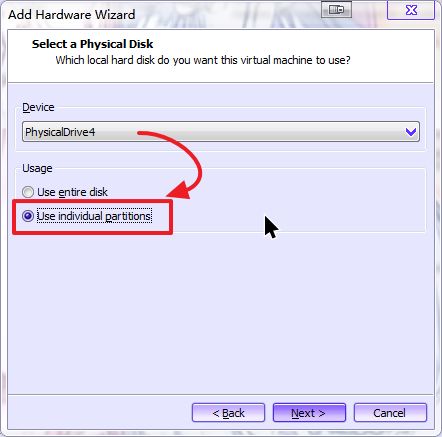 Add Hardware Wizard
Select a Physical Disk
Which local hard disk do you want this virtual machine to use?
Device
PhysicalDrive4
Usage
Use entire disk
Use individual partitions
< Back Next > Cancel